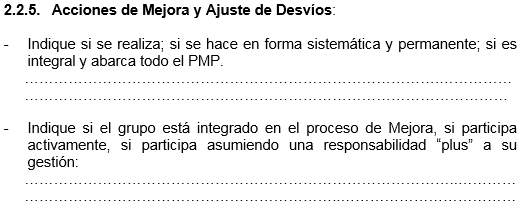 2.2.5. Acciones de Mejora y Ajuste de Desvíos:
- Indique si se realiza; si se hace en forma sistemática y permanente; si es
integral y abarca todo el PMP.
……………………………………………………………………………………
……………………………………………………………………………………
- Indique si el grupo está integrado en el proceso de Mejora, si participa
activamente, si participa asumiendo una responsabilidad “plus” a su
gestión:
……………………………………………………………………………………
……………………………………………………………………………………